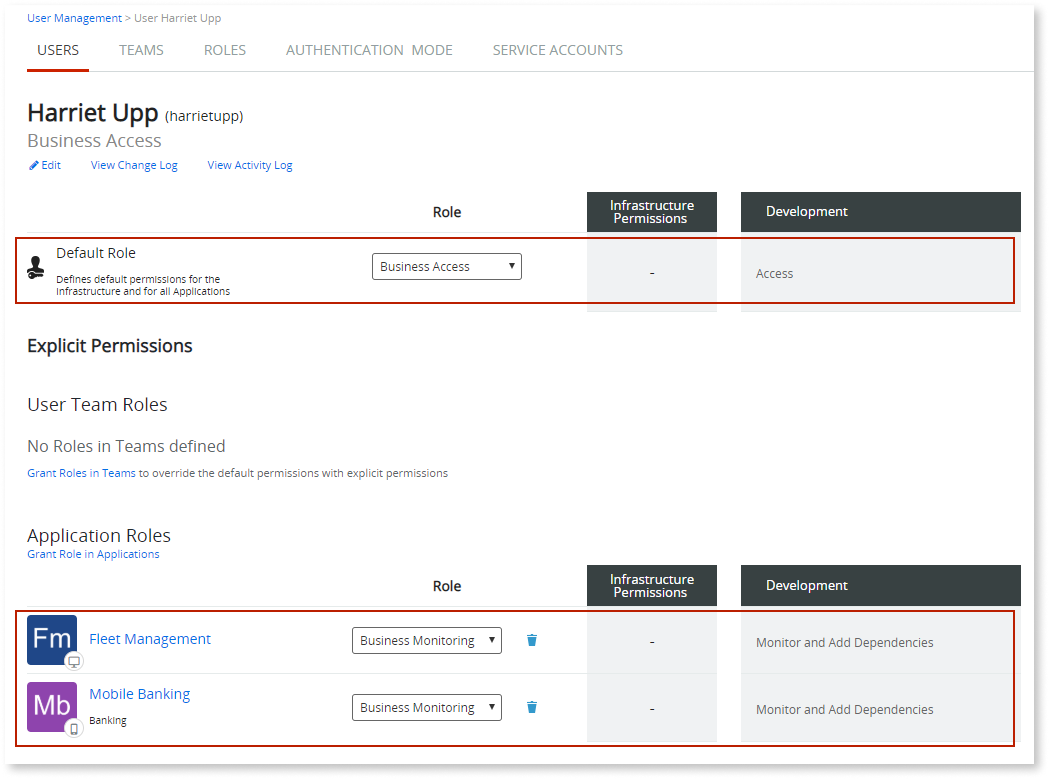 User Management > User Harriet Upp
USERS TEAMS ROLES AUTHENTICATION MODE SERVICE ACCOUNTS
Harriet Upp (harrietupp)
Business Access
Edit View Change Log View Activity Log
Role Infrastructure Permissions Development
Default Role
Defines default permissions for the
Infrastructure and for all Applications
Business Access - Access
Explicit Permissions
User Team Roles
No Roles in Teams defined
Grant Roles in Teams to override the default permissions with explicit permissions
Application Roles
Grant Role in Applications
Role Infrastructure Permissions Development
Fm Fleet Management Business Monitoring - Monitor and Add Dependencies
Mb Mobile Banking
Banking
Business Monitoring - Monitor and Add Dependencies